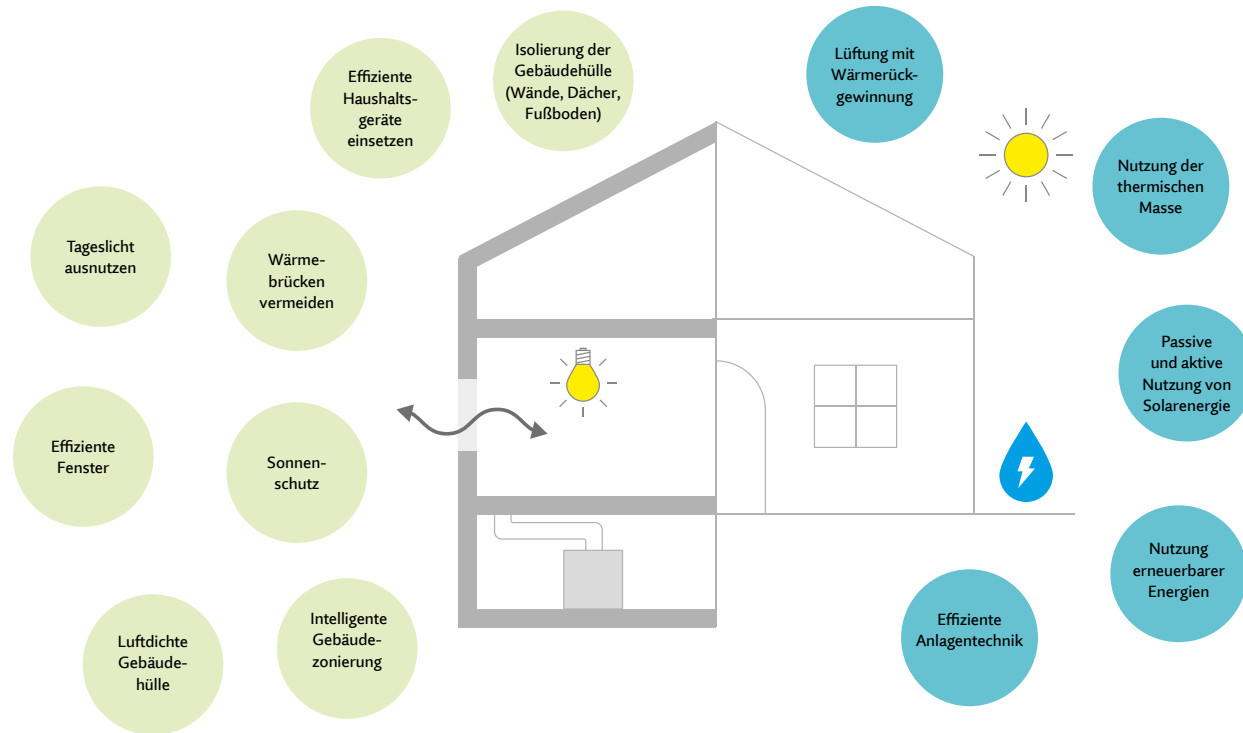 Effiziente
Haushalts-
geräte
einsetzen
Isolierung der
Gebäudehülle
(Wände, Dächer,
Fußboden)
Lüftung mit
Wärmerück-
gewinnung
Nutzung der
thermischen
Masse
Tageslicht
ausnutzen
Wärme-
brücken
vermeiden
Passive
und aktive
Nutzung von
Solarenergie
Effiziente
Fenster
Sonnen-
schutz
Nutzung
erneuerbarer
Energien
Luftdichte
Gebäude-
hülle
Intelligente
Gebäude-
zonierung
Effiziente
Anlagentechnik